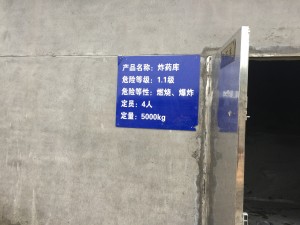 产品名称：炸药库
危险等级：1.1级
危险等性：燃烧、爆炸
定员：4人
定量：5000kg